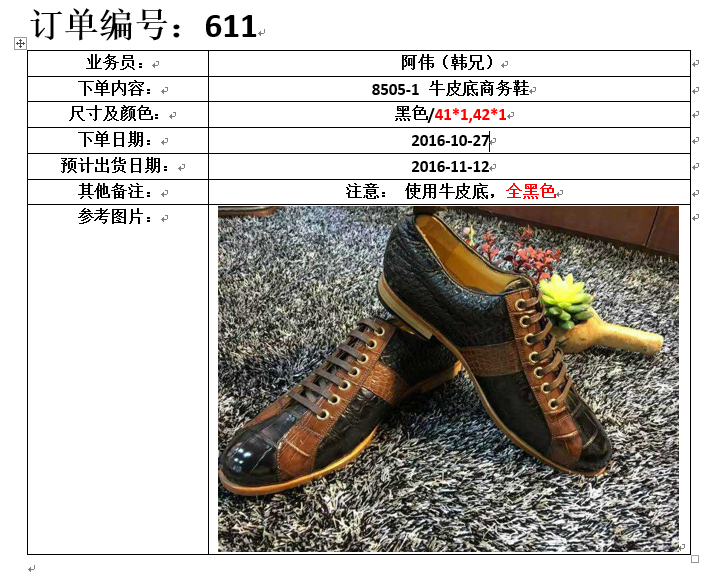 订单编号：611
业务员： 阿伟（韩兄）
下单内容： 8505-1 牛皮底商务鞋
尺寸及颜色： 黑色/41*1,42*1
下单日期： 2016-10-27
预计出货日期： 2016-11-12
其他备注： 注意： 使用牛皮底，全黑色
参考图片：